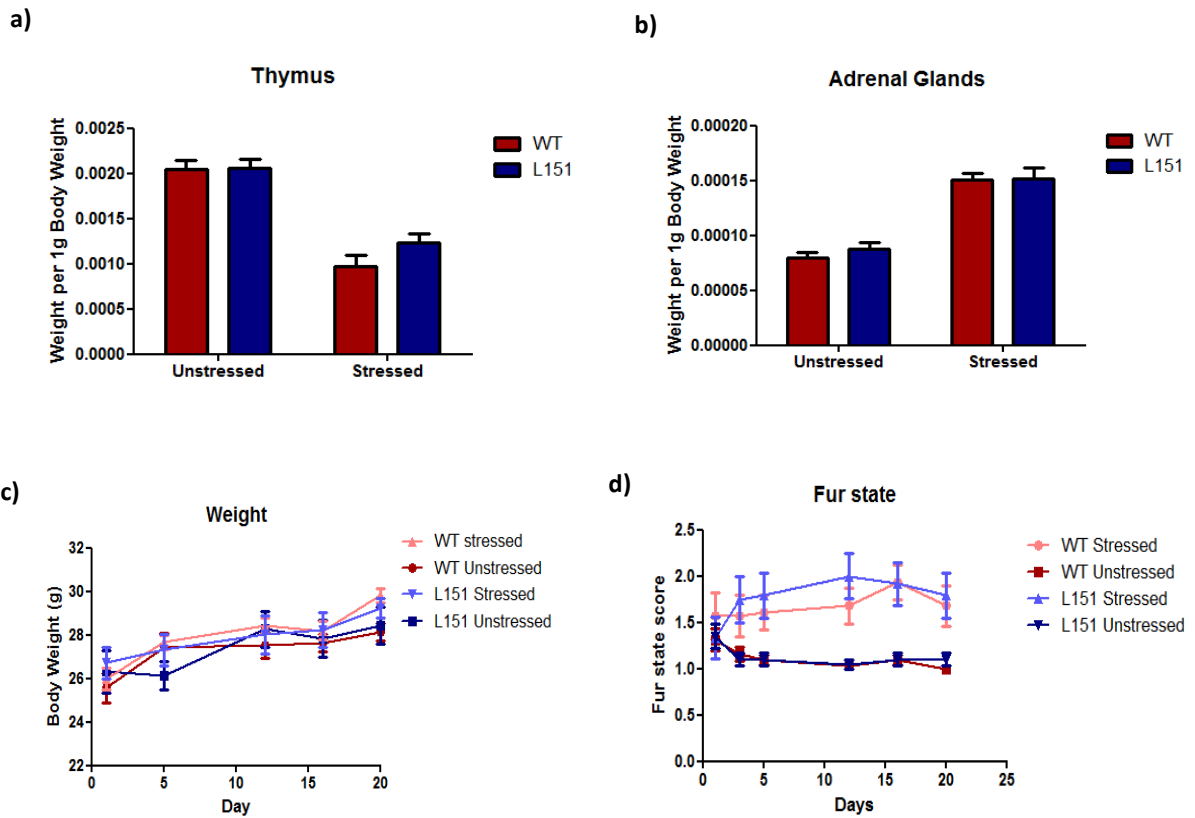 a)
Thymus
Weight per 1g Body Weight
0.0025
0.0020
0.0015
0.0010
0.0005
0.0000
Unstressed Stressed
WT
L151
b)
Adrenal Glands
Weight per 1g Body Weight
0.00020
0.00015
0.00010
0.00005
0.00000
Unstressed Stressed
WT
L151
c)
Weight
Body Weight (g)
32
30
28
26
24
22
0 5 10 15 20
Day
WT stressed
WT Unstressed
L151 Stressed
L151 Unstressed
d)
Fur state
Fur state score
2.5
2.0
1.5
1.0
0.5
0.0
0 5 10 15 20 25
Days
WT Stressed
WT Unstressed
L151 Stressed
L151 Unstressed